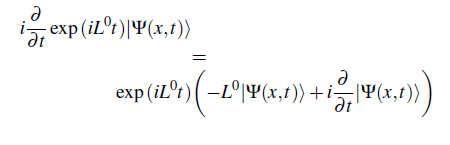 i ∂/∂t exp (iL⁰t)|Ψ(x,t)⟩
=
exp (iL⁰t) ( −L⁰|Ψ(x,t)⟩ + i ∂/∂t |Ψ(x,t)⟩ )